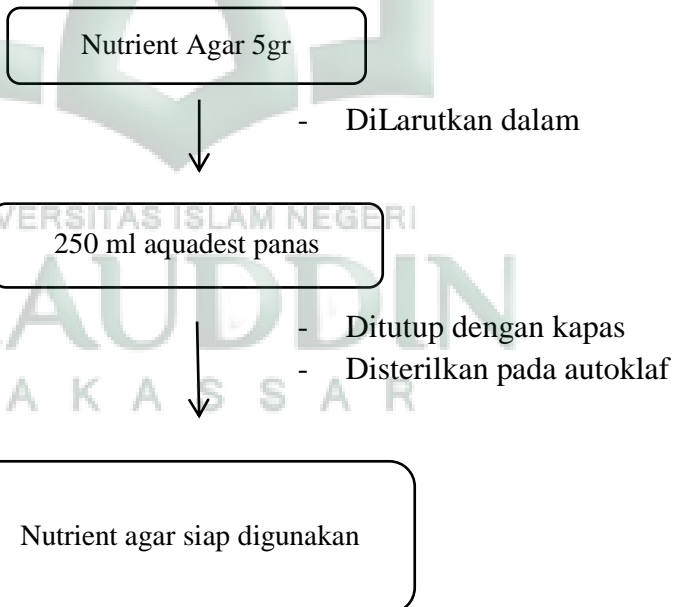 Nutrient Agar 5gr
- DiLarutkan dalam
VERSITAS ISLAM NEGERI
250 ml aquadest panas
AUDDIN
- Ditutup dengan kapas
- Disterilkan pada autoklaf
A K A S S A R
Nutrient agar siap digunakan